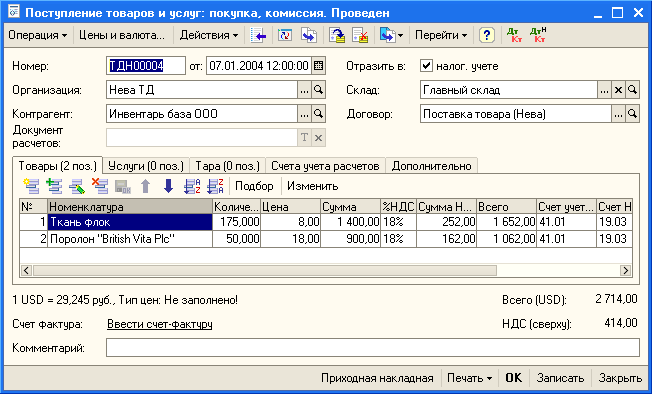 Поступление товаров и услуг: покупка, комиссия. Проведен
Операция Цены и валюта... Действия Перейти ? Дт Кт Дт Н Кт
Номер: ТДН00004 от: 07.01.2004 12:00:00 Отразить в: налог. учете
Организация: Нева ТД ... Склад: Главный склад ... x
Контрагент: Инвентарь база ООО ... Договор: Поставка товара (Нева) ...
Документ
расчетов: T x
Товары (2 поз.) Услуги (0 поз.) Тара (0 поз.) Счета учета расчетов Дополнительно
Подбор Изменить
№ Номенклатура Количе... Цена Сумма %НДС Сумма Н... Всего Счет учет... Счет Н
1 Ткань флок 175,000 8,00 1 400,00 18% 252,00 1 652,00 41.01 19.03
2 Поролон "British Vita Plc" 50,000 18,00 900,00 18% 162,00 1 062,00 41.01 19.03
1 USD = 29,245 руб., Тип цен: Не заполнено! Всего (USD): 2 714,00
Счет фактура: Ввести счет-фактуру НДС (сверху): 414,00
Комментарий:
Приходная накладная Печать OK Записать Закрыть